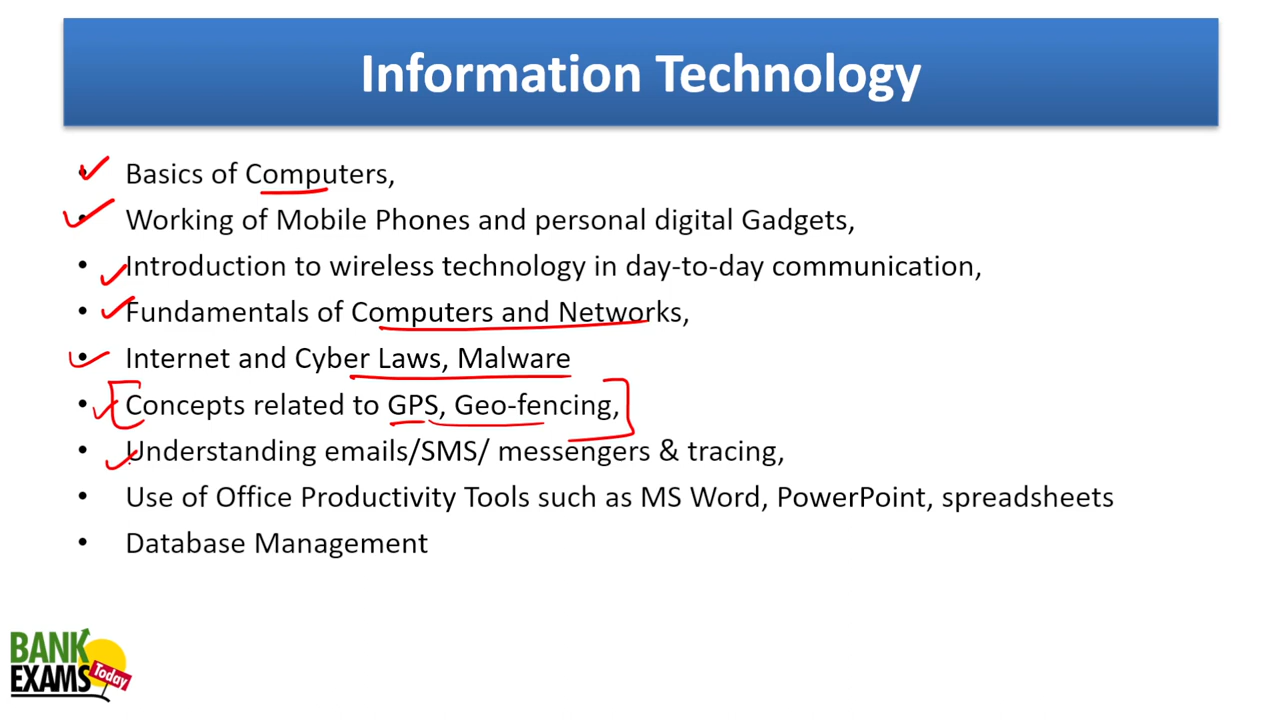 Information Technology
• Basics of Computers,
• Working of Mobile Phones and personal digital Gadgets,
• Introduction to wireless technology in day-to-day communication,
• Fundamentals of Computers and Networks,
• Internet and Cyber Laws, Malware
• Concepts related to GPS, Geo-fencing,
• Understanding emails/SMS/ messengers & tracing,
• Use of Office Productivity Tools such as MS Word, PowerPoint, spreadsheets
• Database Management
BANK
EXAMS
Today